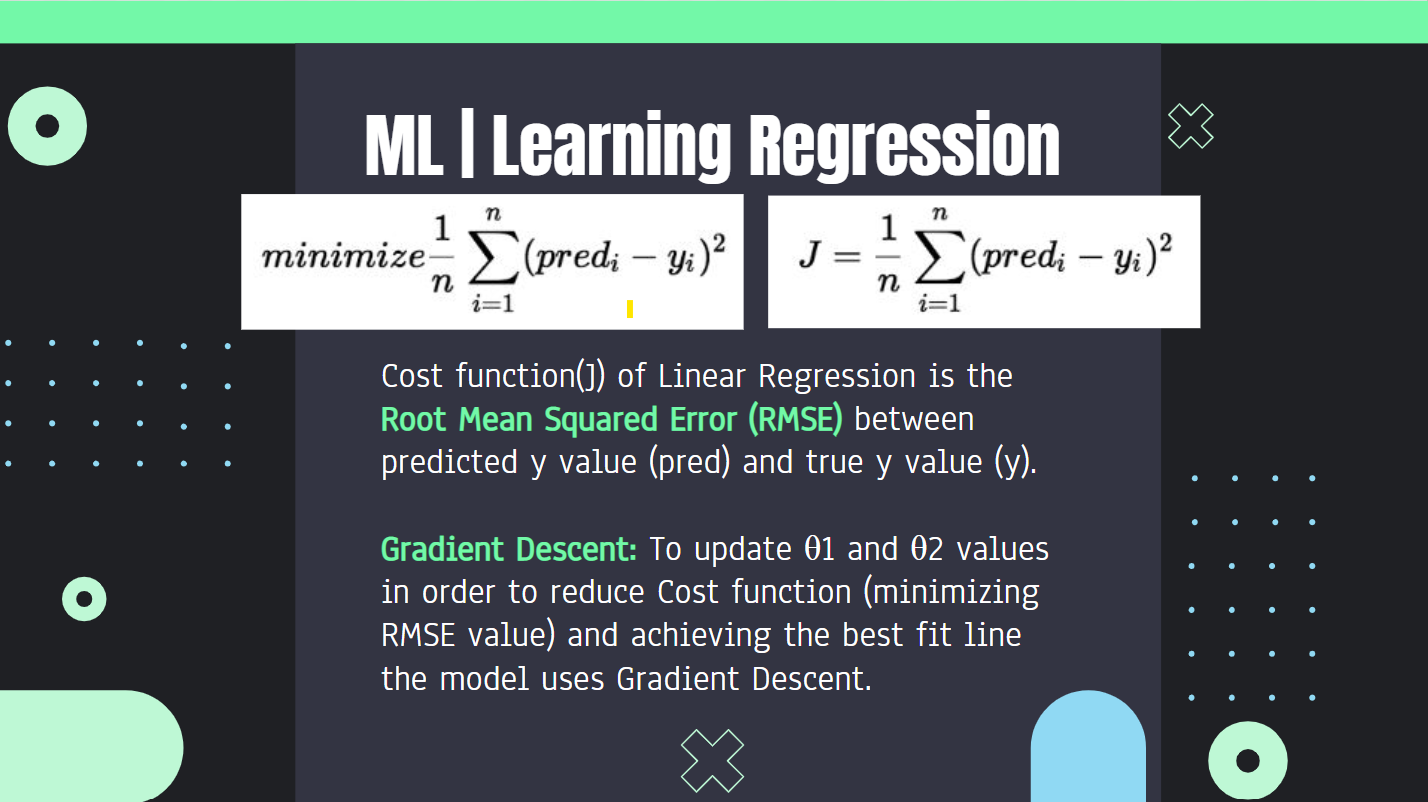 ML | Learning Regression
minimize \frac{1}{n} \sum_{i=1}^{n} (pred_i - y_i)^2
J = \frac{1}{n} \sum_{i=1}^{n} (pred_i - y_i)^2
Cost function(J) of Linear Regression is the
Root Mean Squared Error (RMSE) between
predicted y value (pred) and true y value (y).
Gradient Descent: To update θ1 and θ2 values
in order to reduce Cost function (minimizing
RMSE value) and achieving the best fit line
the model uses Gradient Descent.